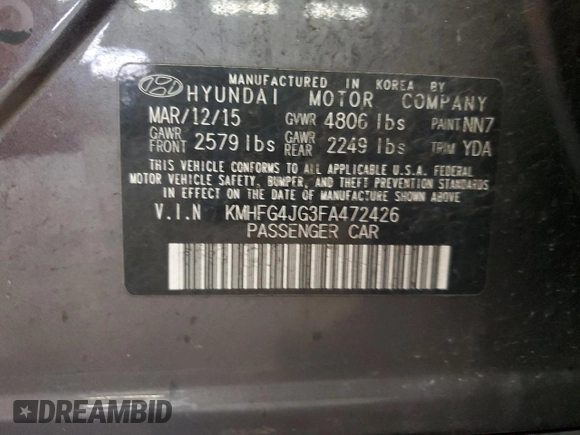 MANUFACTURED IN KOREA BY
HYUNDAI MOTOR COMPANY
MAR/12/15 GVWR 4806 lbs PAINT NN7
GAWR FRONT 2579 lbs GAWR REAR 2249 lbs TRIM YDA
THIS VEHICLE CONFORMS TO ALL APPLICABLE U.S.A. FEDERAL
MOTOR VEHICLE SAFETY, BUMPER, AND THEFT PREVENTION STANDARDS
IN EFFECT ON THE DATE OF MANUFACTURE SHOWN ABOVE
V.I.N KMHFG4JG3FA472426
PASSENGER CAR
DREAMBID